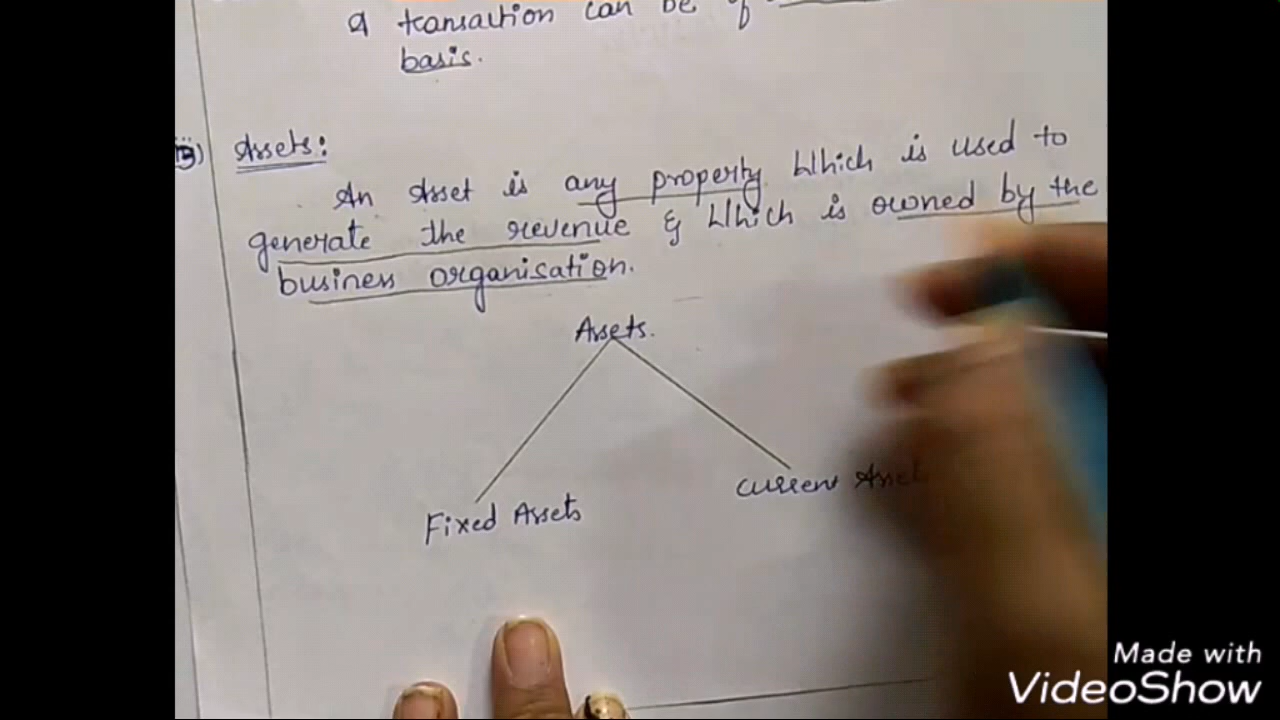 a transaction can be of
basis.
Assets:
An Asset is any property Which is used to
generate the revenue & Which is owned by the
business organisation.
Assets.
Fixed Assets
Current Asset
Made with
VideoShow